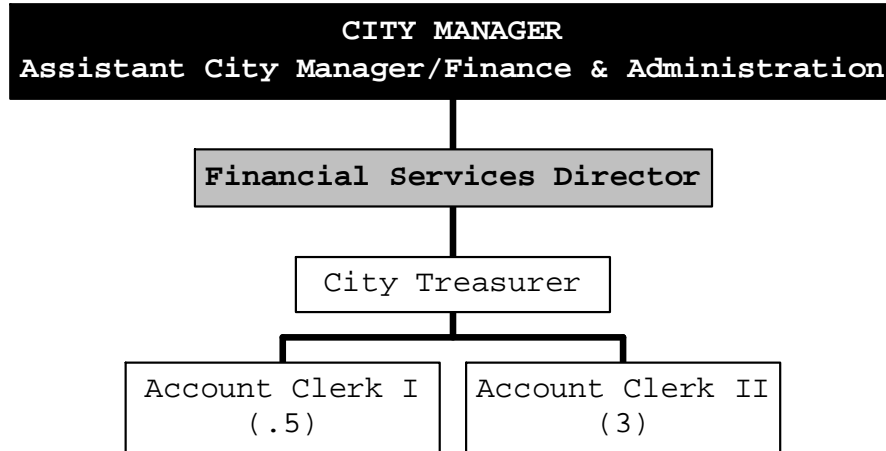 CITY MANAGER
Assistant City Manager/Finance & Administration
Financial Services Director
City Treasurer
Account Clerk I
(.5)
Account Clerk II
(3)